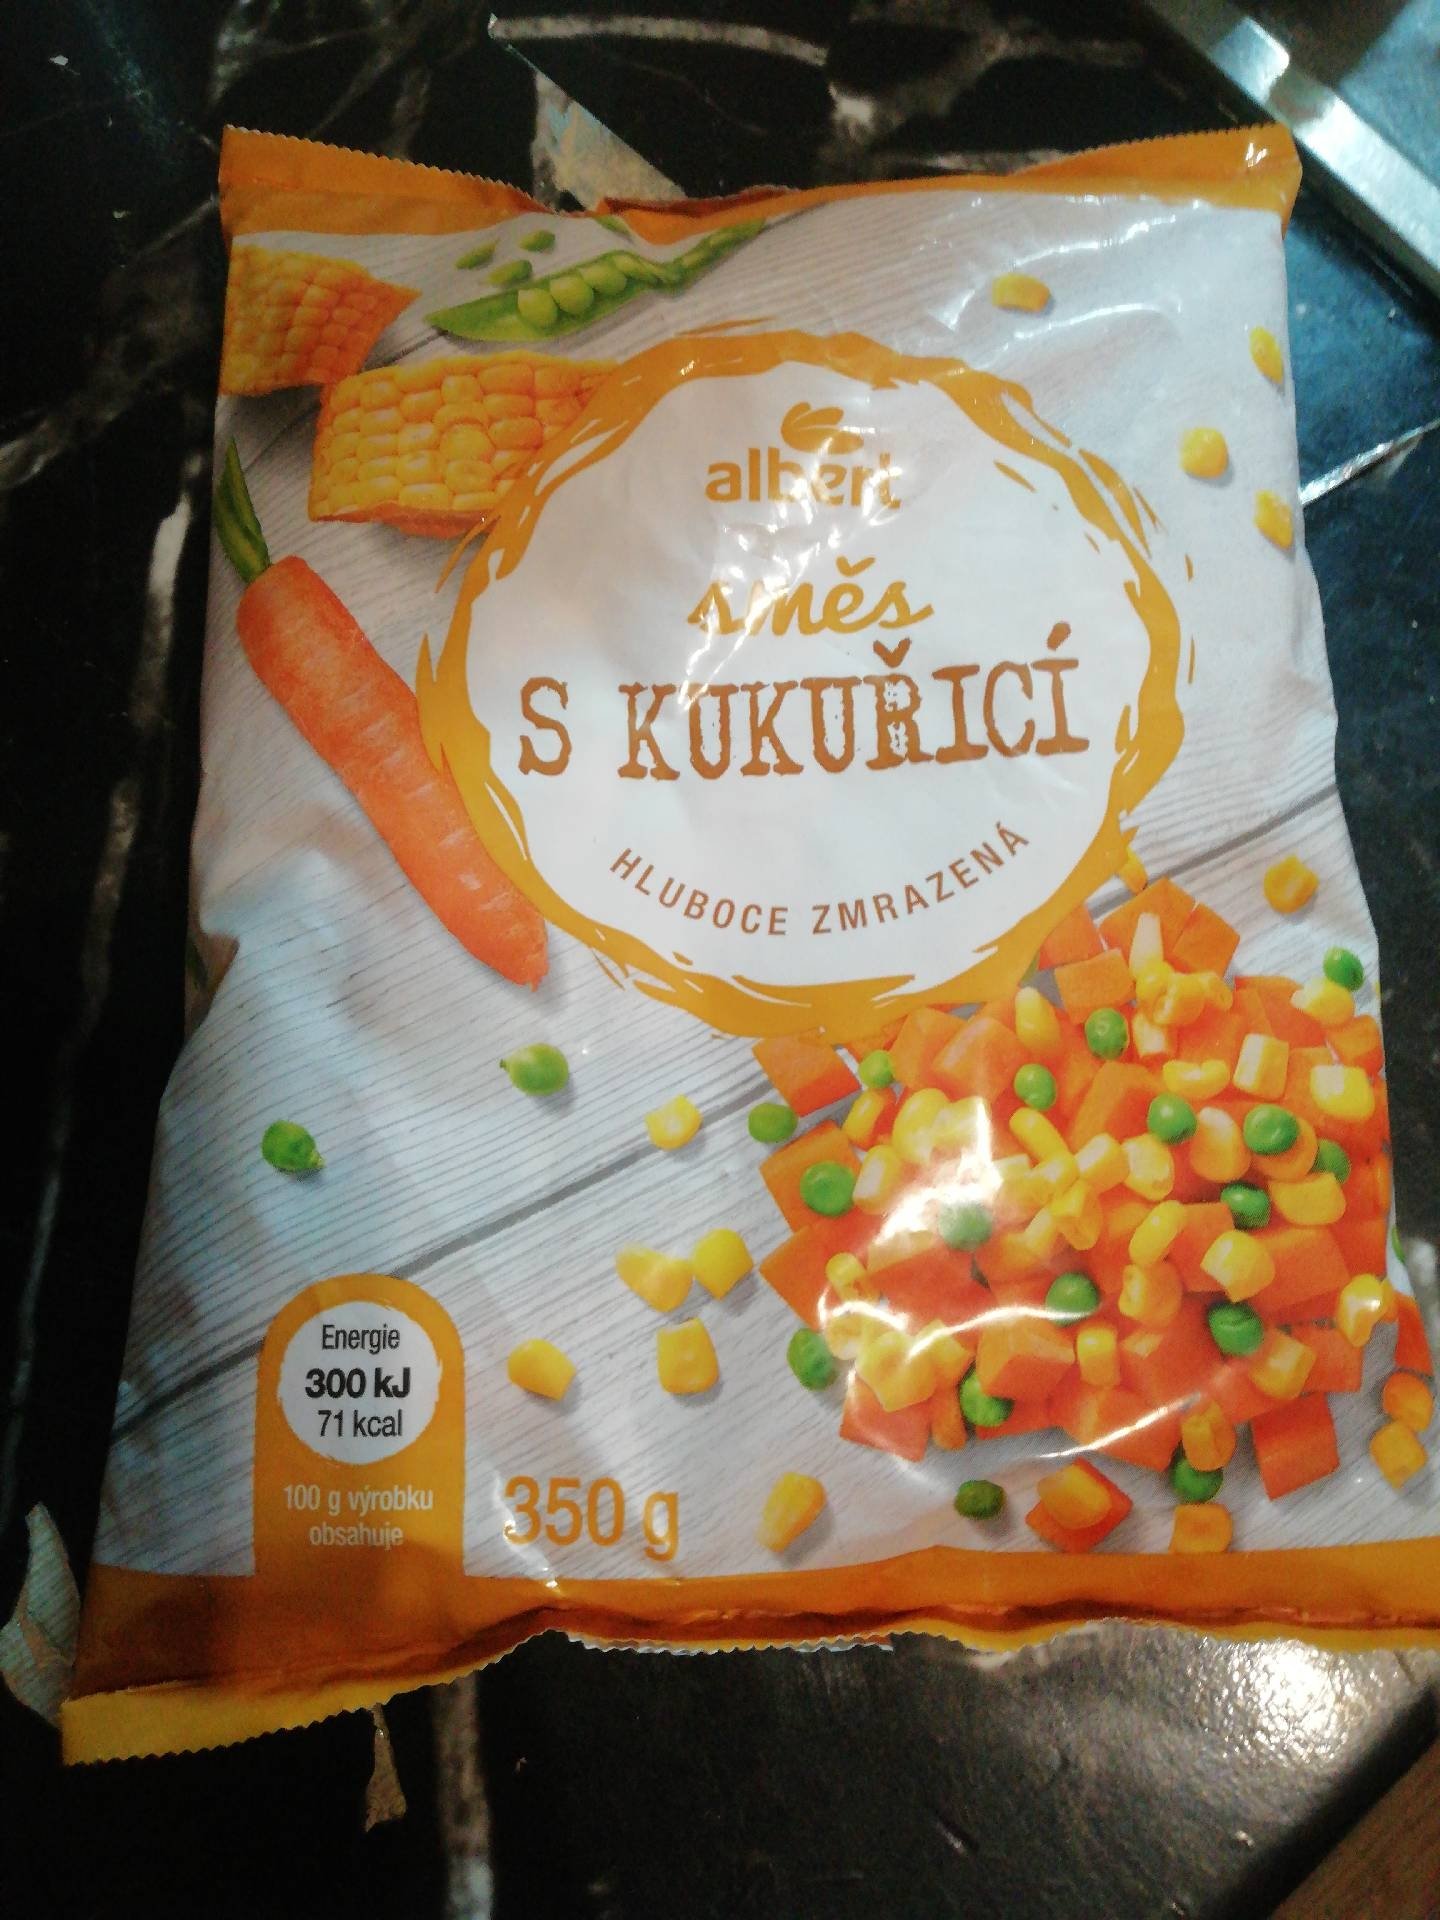 albert
směs
S KUKUŘICÍ
HLUBOCE ZMRAZENÁ
Energie
300 kJ
71 kcal
100 g výrobku
obsahuje
350 g